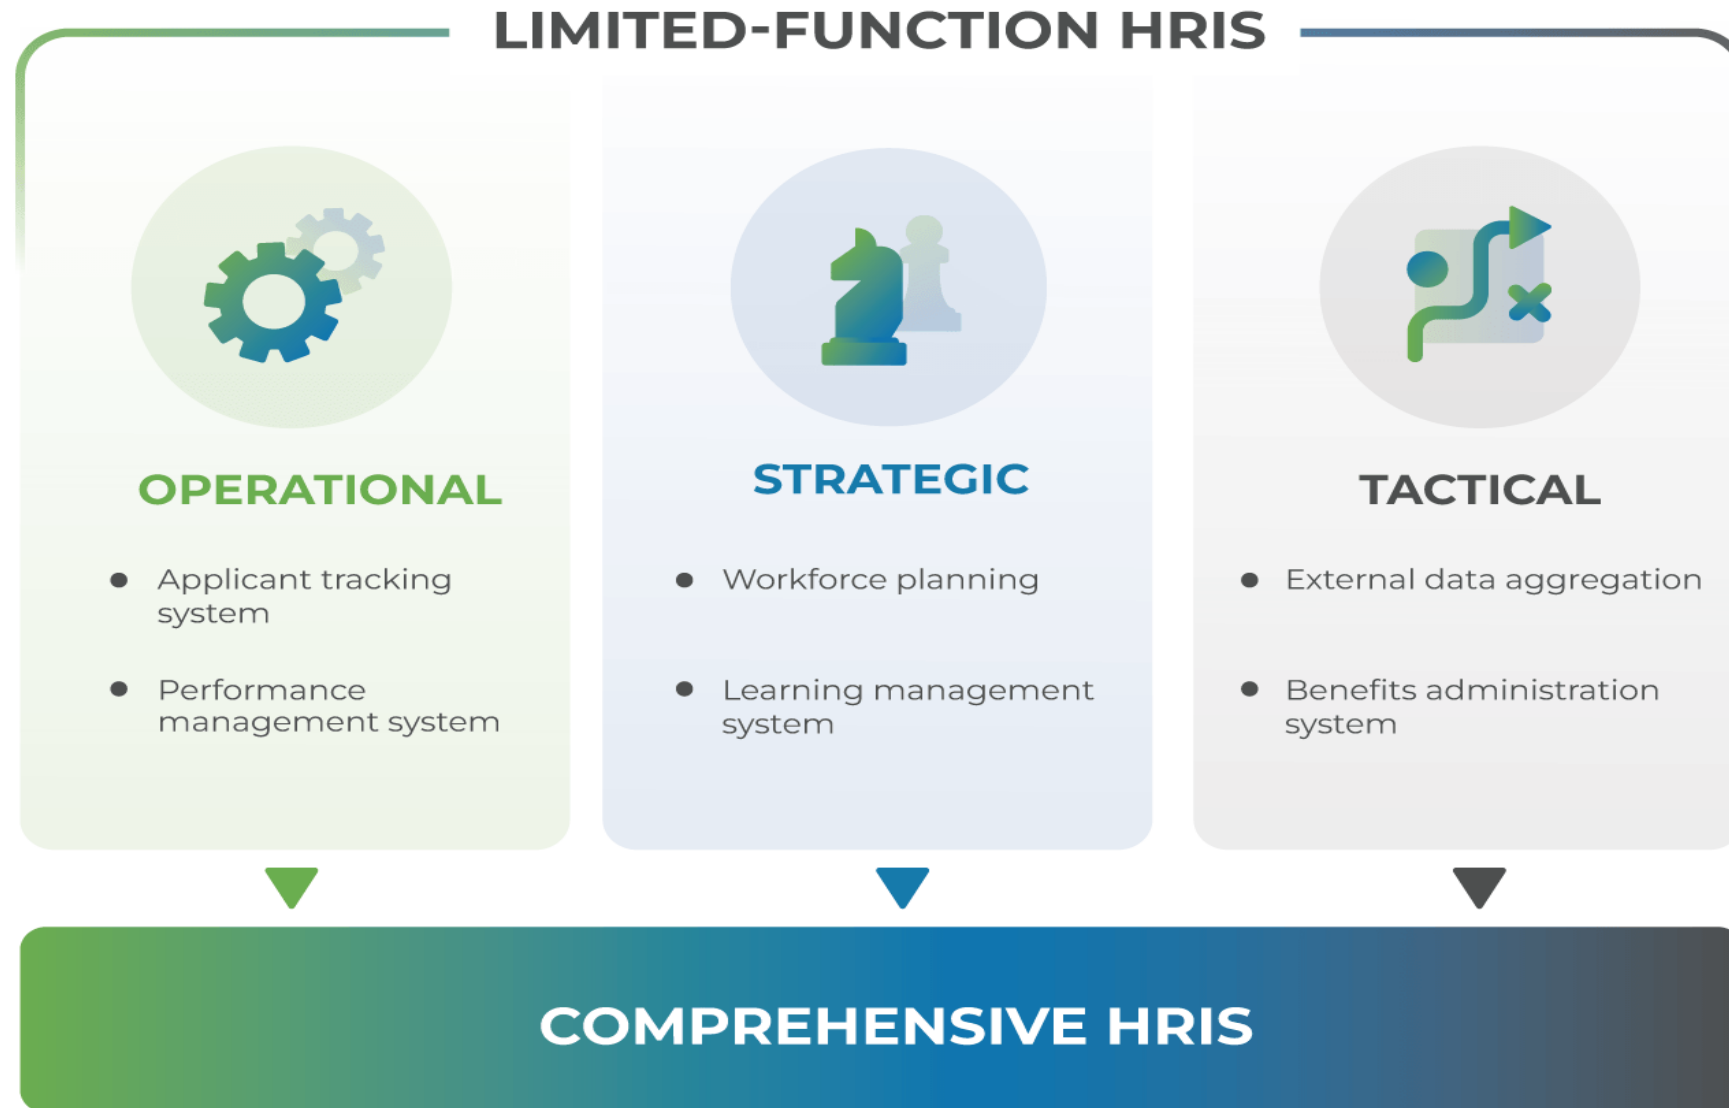 LIMITED-FUNCTION HRIS
OPERATIONAL
● Applicant tracking
system
● Performance
management system
STRATEGIC
● Workforce planning
● Learning management
system
TACTICAL
● External data aggregation
● Benefits administration
system
COMPREHENSIVE HRIS